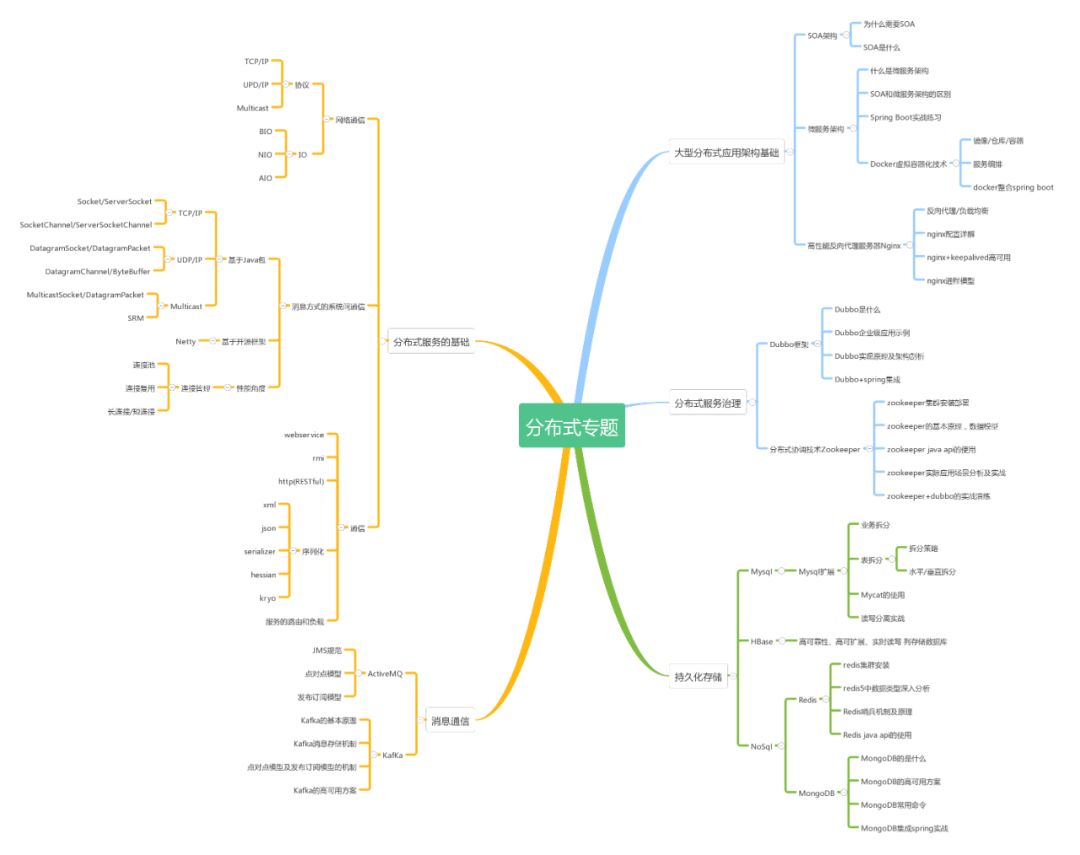 分布式专题
分布式服务的基础
网络通信
协议
TCP/IP
UPD/IP
Multicast
IO
BIO
NIO
AIO
消息方式的系统间通信
基于Java包
TCP/IP
Socket/ServerSocket
SocketChannel/ServerSocketChannel
UDP/IP
DatagramSocket/DatagramPacket
DatagramChannel/ByteBuffer
Multicast
MulticastSocket/DatagramPacket
SRM
基于开源框架
Netty
性能角度
连接管理
连接池
连接复用
长连接/短连接
通信
webservice
rmi
http(RESTful)
序列化
xml
json
serializer
hessian
kryo
服务的路由和负载
消息通信
ActiveMQ
JMS规范
点对点模型
发布订阅模型
KafKa
Kafka的基本原理
Kafka消息存储机制
点对点模型及发布订阅模型的机制
Kafka的高可用方案
大型分布式应用架构基础
SOA架构
为什么需要SOA
SOA是什么
微服务架构
什么是微服务架构
SOA和微服务架构的区别
Spring Boot实战练习
Docker虚拟容器化技术
镜像/仓库/容器
服务编排
docker整合spring boot
高性能反向代理服务器Nginx
反向代理/负载均衡
nginx配置详解
nginx+keepalived高可用
nginx进程模型
分布式服务治理
Dubbo框架
Dubbo是什么
Dubbo企业级应用示例
Dubbo实现原理及架构剖析
Dubbo+spring集成
分布式协调技术Zookeeper
zookeeper集群安装部署
zookeeper的基本原理，数据模型
zookeeper java api的使用
zookeeper实际应用场景分析及实战
zookeeper+dubbo的实战演练
持久化存储
Mysql
Mysql扩展
业务拆分
表拆分
拆分策略
水平/垂直拆分
Mycat的使用
读写分离实战
HBase
高可靠性、高可扩展、实时读写 列存储数据库
NoSql
Redis
redis集群安装
redis5中数据类型深入分析
Redis哨兵机制及原理
Redis java api的使用
MongoDB
MongoDB的是什么
MongoDB的高可用方案
MongoDB常用命令
MongoDB集成spring实战